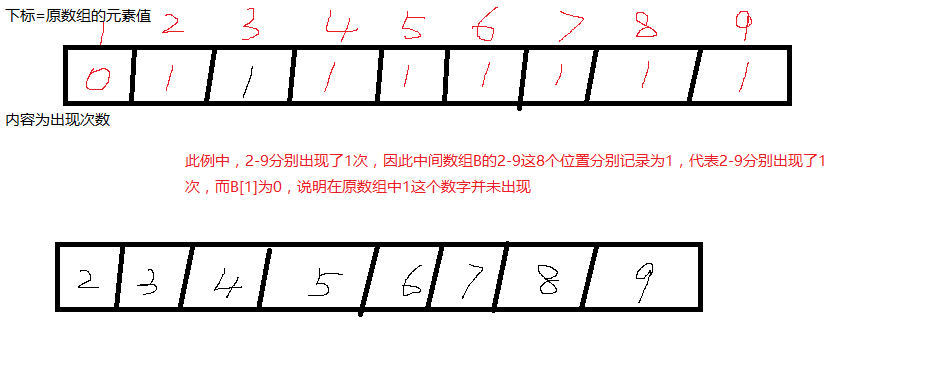 下标=原数组的元素值
1 2 3 4 5 6 7 8 9
0 1 1 1 1 1 1 1 1
内容为出现次数
此例中，2-9分别出现了1次，因此中间数组B的2-9这8个位置分别记录为1，代表2-9分别出现了1
次，而B[1]为0，说明在原数组中1这个数字并未出现
2 3 4 5 6 7 8 9